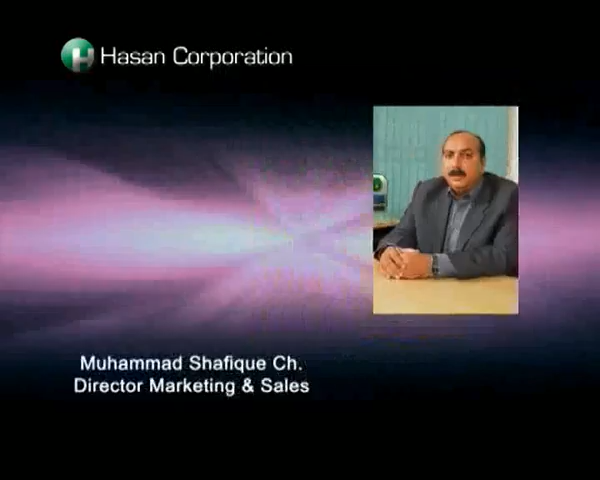 Hasan Corporation
Muhammad Shafique Ch.
Director Marketing & Sales